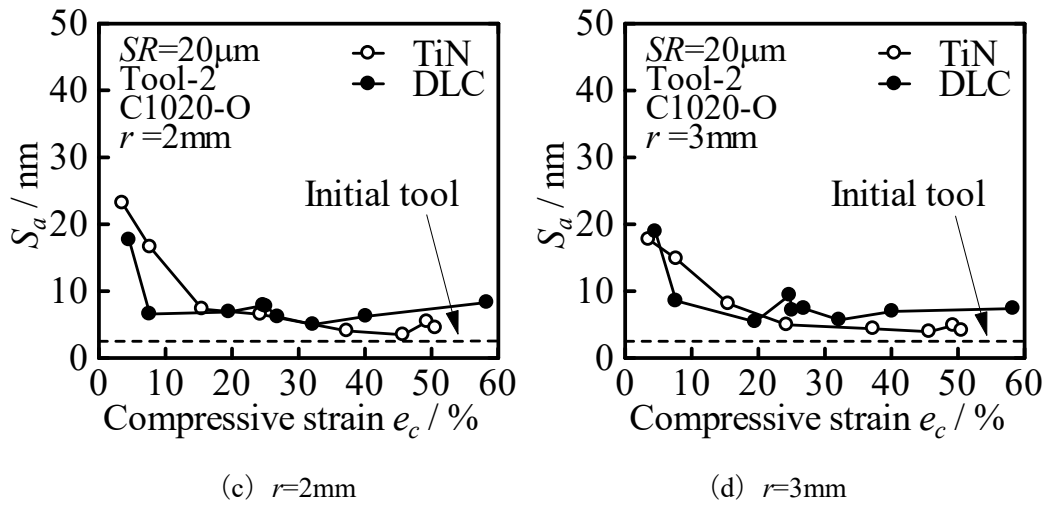 50
40
30
20
10
0
S_a / nm
SR=20μm
Tool-2
C1020-O
r =2mm
TiN
DLC
Initial tool
0 10 20 30 40 50 60
Compressive strain e_c / %
(c) r=2mm
50
40
30
20
10
0
S_a / nm
SR=20μm
Tool-2
C1020-O
r =3mm
TiN
DLC
Initial tool
0 10 20 30 40 50 60
Compressive strain e_c / %
(d) r=3mm